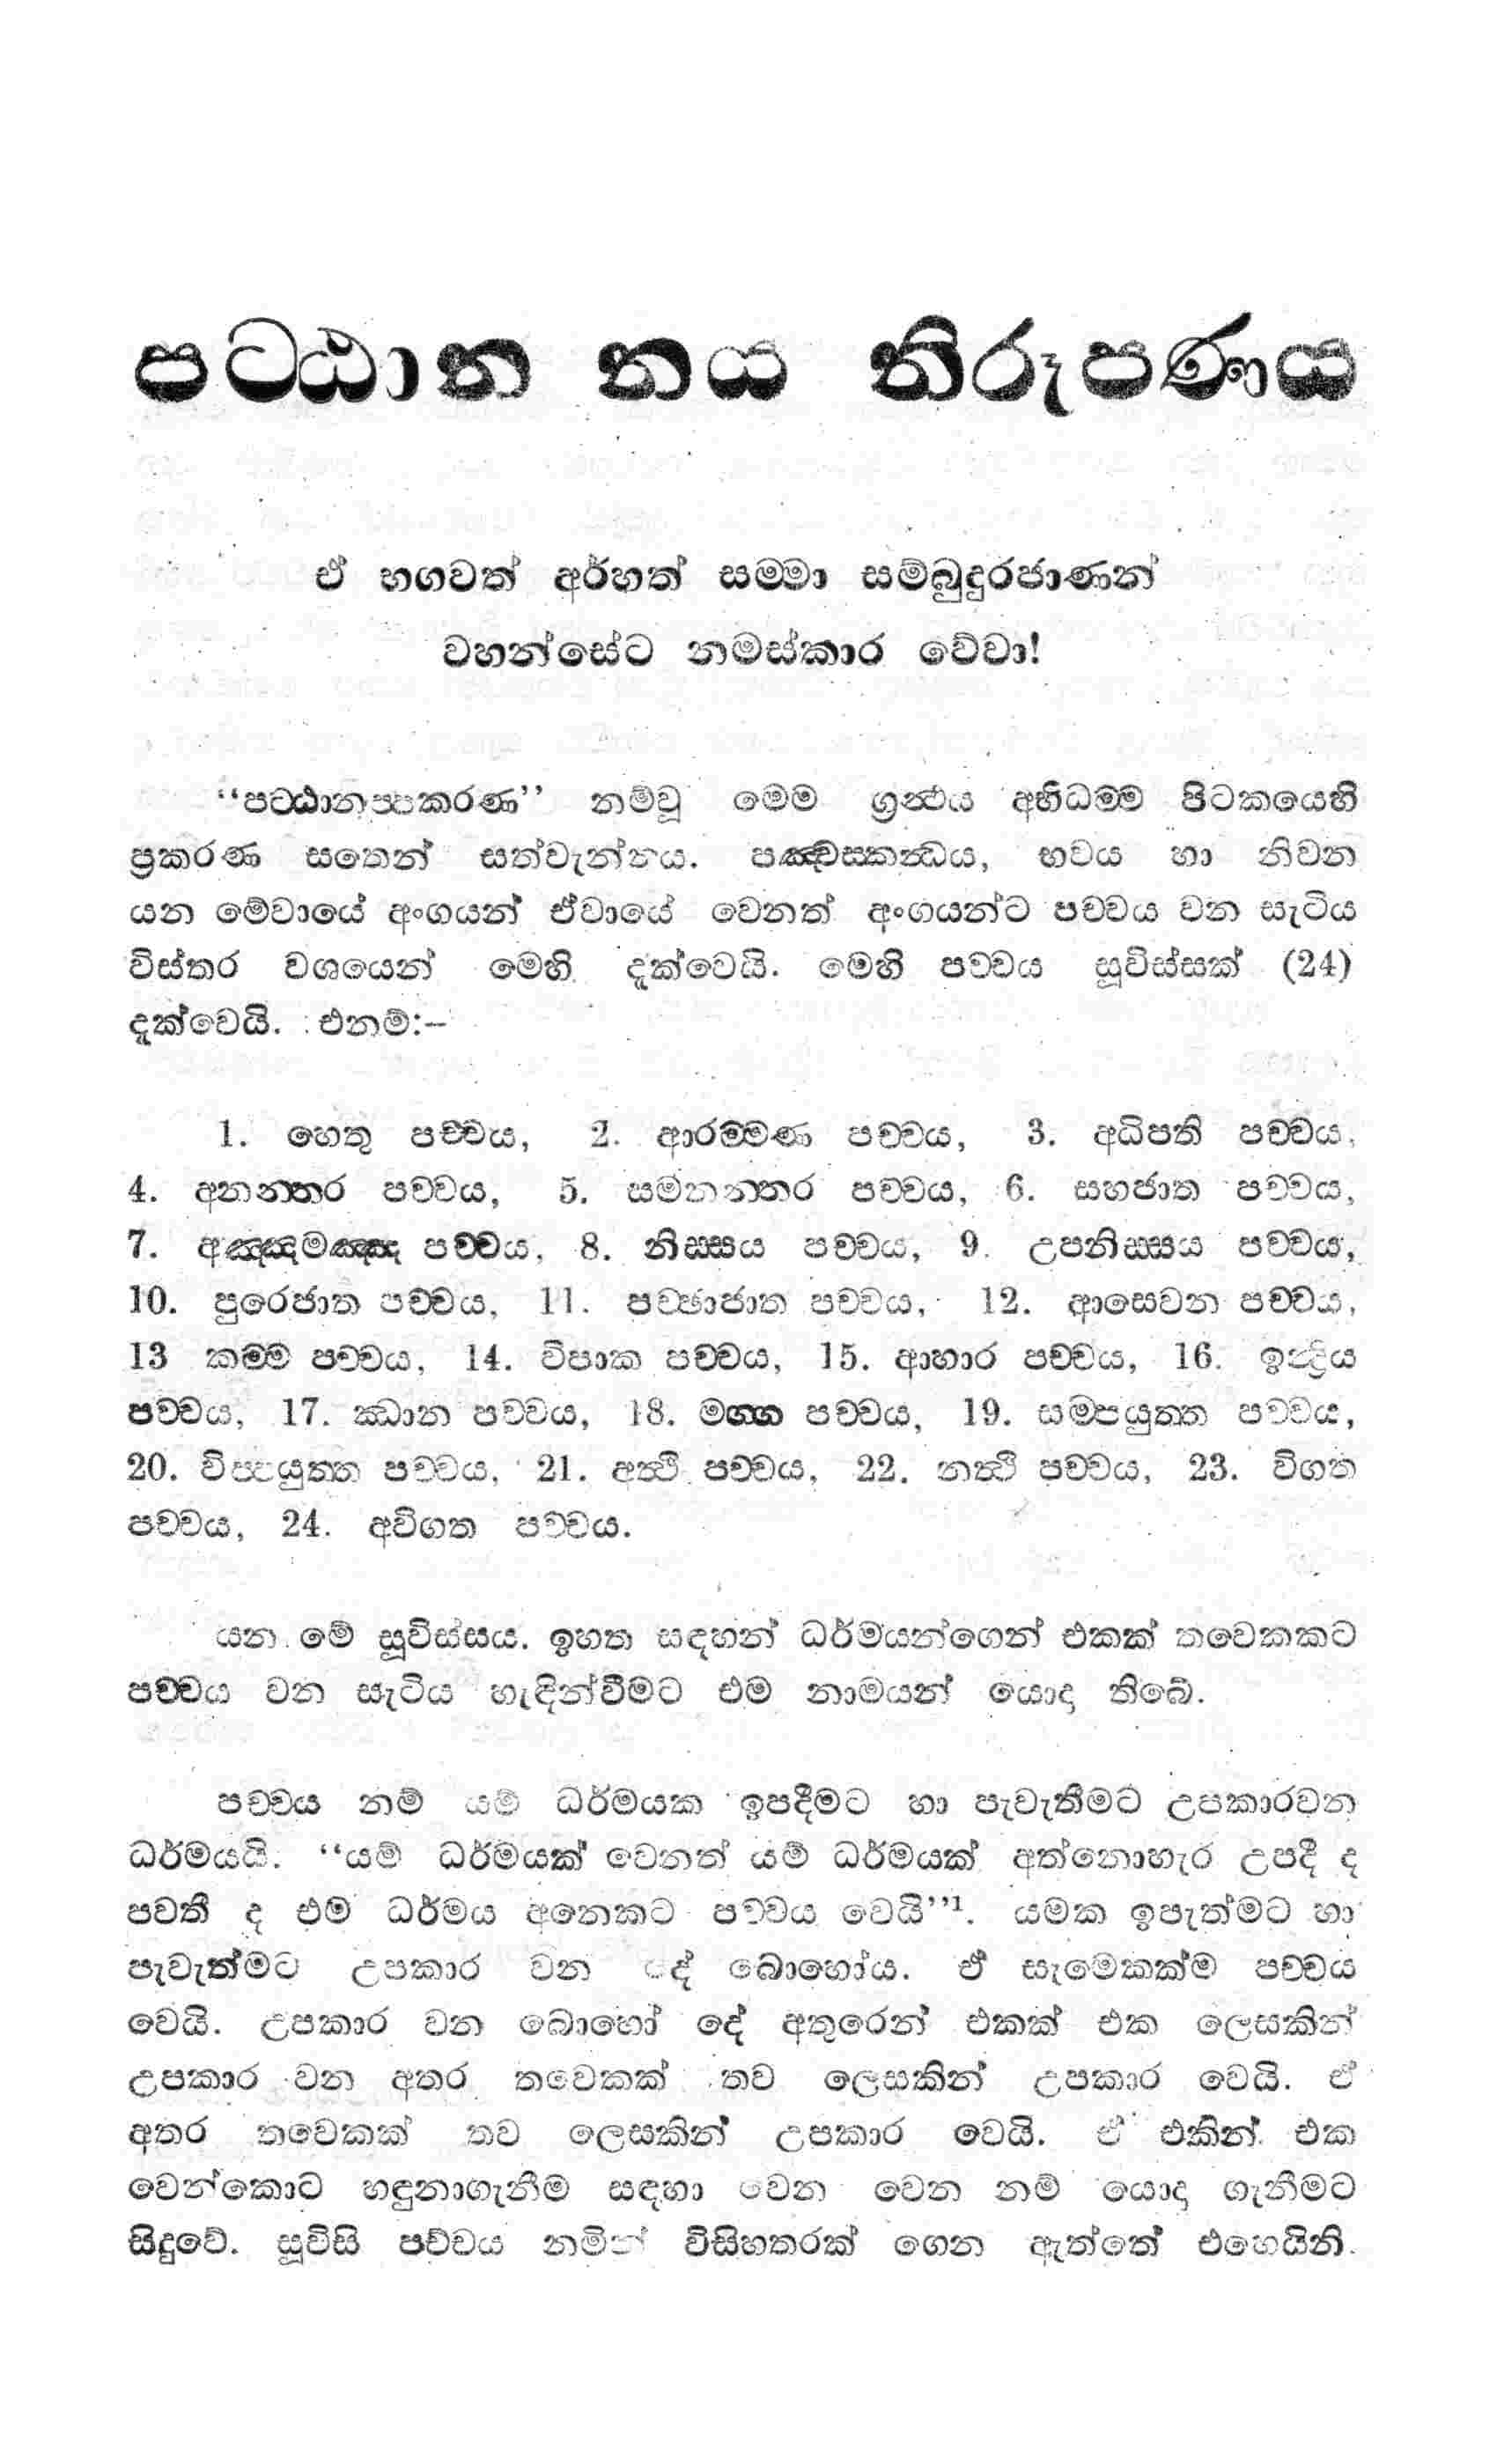 පටඨාන නය නිරූපණය
ඒ භගවත් අර්හත් සම්මා සම්බුදුරජාණන්
වහන්සේට නමස්කාර වේවා!
“පටඨානප්පකරණ” නම්වූ මෙම ග්‍රන්ථය අභිධම්ම පිටකයෙහි
ප්‍රකරණ සතෙන් සත්වැන්නය. පඤ්චස්කන්ධය, භවය හා නිවන
යන මේවායේ අංගයන් ඒවායේ වෙනත් අංගයන්ට පච්චය වන සැටිය
විස්තර වශයෙන් මෙහි දැක්වෙයි. මෙහි පච්චය සූවිස්සක් (24)
දැක්වෙයි. එනම්:–
1. හෙතු පච්චය, 2. ආරම්මණ පච්චය, 3. අධිපති පච්චය,
4. අනන්තර පච්චය, 5. සමනන්තර පච්චය, 6. සහජාත පච්චය,
7. අඤ්ඤමඤ්ඤ පච්චය, 8. නිස්සය පච්චය, 9. උපනිස්සය පච්චය,
10. පුරෙජාත පච්චය, 11. පච්ඡාජාත පච්චය, 12. ආසෙවන පච්චය,
13 කම්ම පච්චය, 14. විපාක පච්චය, 15. ආහාර පච්චය, 16. ඉන්ද්‍රිය
පච්චය, 17. ඣාන පච්චය, 18. මග්ග පච්චය, 19. සම්පයුත්ත පච්චය,
20. විප්පයුත්ත පච්චය, 21. අත්ථි පච්චය, 22. නත්ථි පච්චය, 23. විගත
පච්චය, 24. අවිගත පච්චය.
යන මේ සූවිස්සය. ඉහත සඳහන් ධර්මයන්ගෙන් එකක් තවෙකකට
පච්චය වන සැටිය හැඳින්වීමට එම නාමයන් යොදා තිබේ.
පච්චය නම් යම් ධර්මයක ඉපදීමට හා පැවැතීමට උපකාරවන
ධර්මයයි. “යම් ධර්මයක් වෙනත් යම් ධර්මයක් අත්නොහැර උපදී ද
පවතී ද එම ධර්මය අනෙකට පච්චය වෙයි”¹. යමක ඉපැත්මට හා
පැවැත්මට උපකාර වන දේ බොහෝය. ඒ සැමෙකක්ම පච්චය
වෙයි. උපකාර වන බොහෝ දේ අතුරෙන් එකක් එක ලෙසකින්
උපකාර වන අතර තවෙකක් තව ලෙසකින් උපකාර වෙයි. ඒ
අතර තවෙකක් තව ලෙසකින් උපකාර වෙයි. ඒ එකින් එක
වෙන්කොට හඳුනාගැනීම සඳහා වෙන වෙන නම් යොදා ගැනීමට
සිදුවේ. සූවිසි පච්චය නමින් විසිහතරක් ගෙන ඇත්තේ එහෙයිනි.